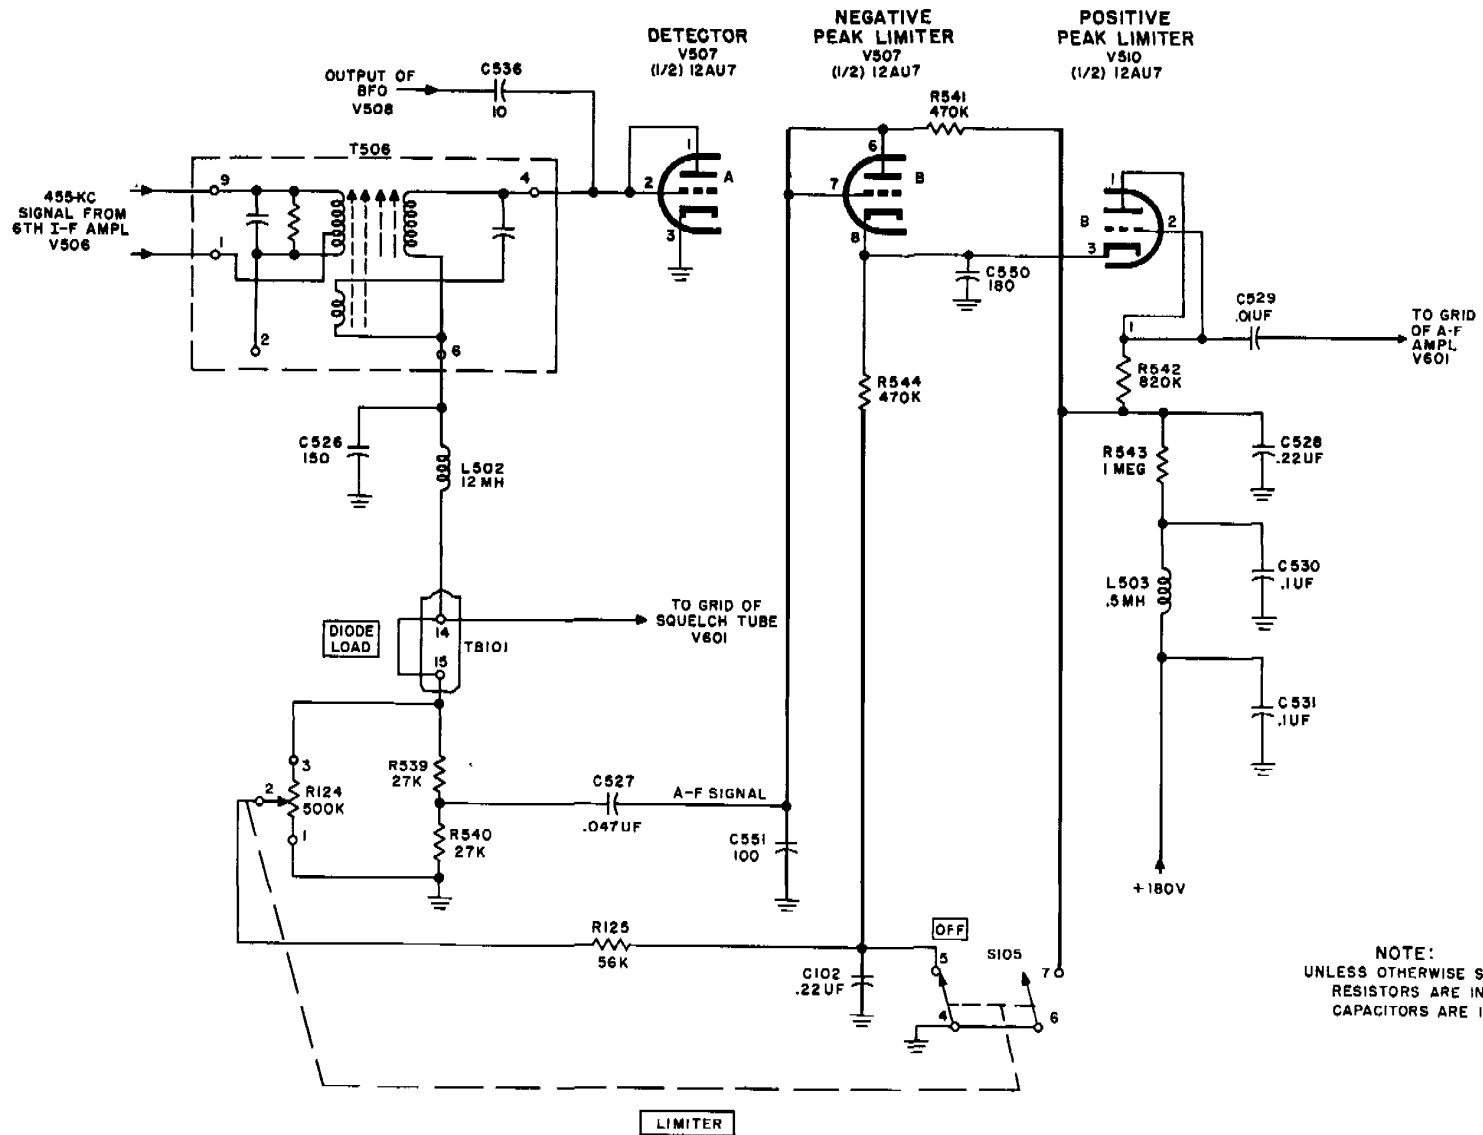 DETECTOR
V507
(1/2) 12AU7
NEGATIVE
PEAK LIMITER
V507
(1/2) 12AU7
POSITIVE
PEAK LIMITER
V510
(1/2) 12AU7
OUTPUT OF
BFO
V508
C536
10
R541
470K
T506
455-KC
SIGNAL FROM
6TH I-F AMPL
V506
9
1
2
4
6
1
2
A
3
6
7
B
8
1
B
2
3
C550
180
C529
.01UF
TO GRID
OF A-F
AMPL
V601
1
R542
820K
R544
470K
C526
150
L502
12MH
R543
1 MEG
C528
.22UF
C530
.1UF
L503
.5MH
C531
.1UF
+180V
DIODE
LOAD
14
15
TB101
TO GRID OF
SQUELCH TUBE
V601
3
2
R124
500K
1
R539
27K
R540
27K
C527
.047UF
A-F SIGNAL
C551
100
R125
56K
C102
.22UF
OFF
5
S105
7
4
6
LIMITER
NOTE:
UNLESS OTHERWISE S
RESISTORS ARE IN
CAPACITORS ARE I